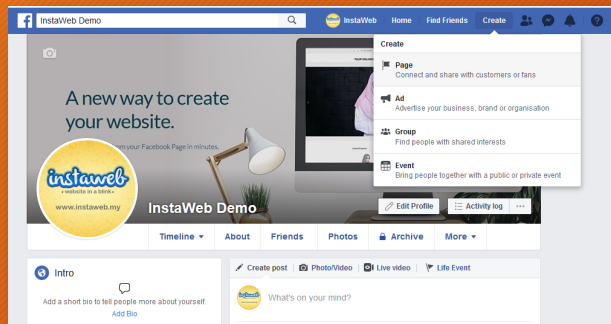 InstaWeb Demo
InstaWeb Home Find Friends Create
Create
Page
Connect and share with customers or fans
Ad
Advertise your business, brand or organisation
Group
Find people with shared interests
Event
Bring people together with a public or private event
A new way to create
your website.
from your Facebook Page in minutes.
instaweb
• website in a blink •
www.instaweb.my
InstaWeb Demo
Edit Profile
Activity log
Timeline
About
Friends
Photos
Archive
More
Intro
Add a short bio to tell people more about yourself.
Add Bio
Create post
Photo/Video
Live video
Life Event
What's on your mind?